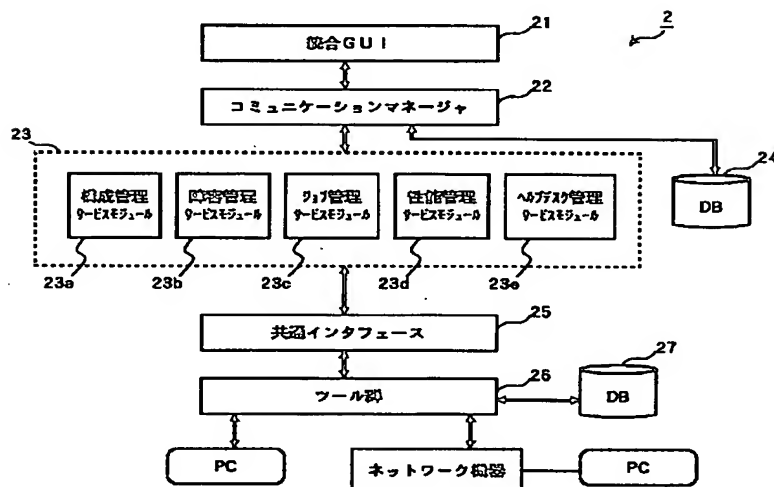 21
2
統合GUI
22
コミュニケーションマネージャ
23
24
DB
構成管理
サービスモジュール
障害管理
サービスモジュール
ジョブ管理
サービスモジュール
性能管理
サービスモジュール
ヘルプデスク管理
サービスモジュール
23a
23b
23c
23d
23e
25
共通インタフェース
26
27
ツール群
DB
PC
ネットワーク機器
PC